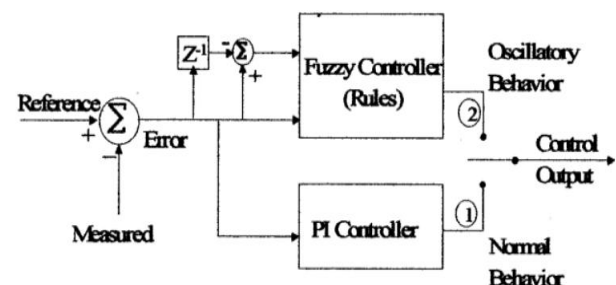 Z-1
-
Σ
+
Fuzzy Controller
(Rules)
Oscillatory
Behavior
Reference
+
Σ
-
Error
2
Control
Output
Measured
PI Controller
1
Normal
Behavior